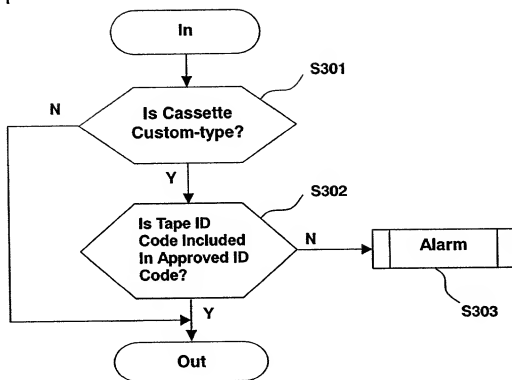 In
S301
N
Is Cassette
Custom-type?
Y
S302
Is Tape ID
Code Included
In Approved ID
Code?
N
Alarm
S303
Y
Out